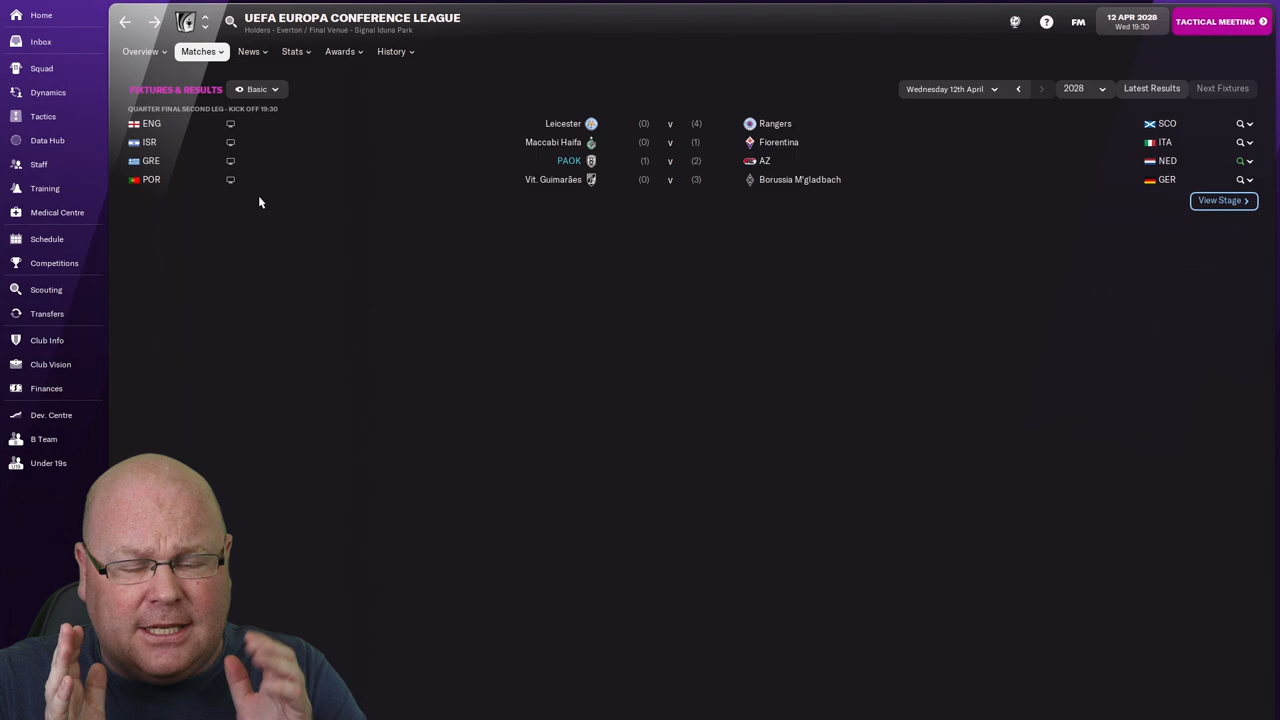 Home
Inbox
Squad
Dynamics
Tactics
Data Hub
Staff
Training
Medical Centre
Schedule
Competitions
Scouting
Transfers
Club Info
Club Vision
Finances
Dev. Centre
B Team
Under 19s
UEFA EUROPA CONFERENCE LEAGUE
Holders - Everton / Final Venue - Signal Iduna Park
FM
12 APR 2028
Wed 19:30
TACTICAL MEETING
Overview Matches News Stats Awards History
FIXTURES & RESULTS Basic Wednesday 12th April 2028 Latest Results Next Fixtures
QUARTER FINAL SECOND LEG - KICK OFF 19:30
ENG Leicester (0) v (4) Rangers SCO
ISR Maccabi Haifa (0) v (1) Fiorentina ITA
GRE PAOK (1) v (2) AZ NED
POR Vit. Guimarães (0) v (3) Borussia M'gladbach GER
View Stage